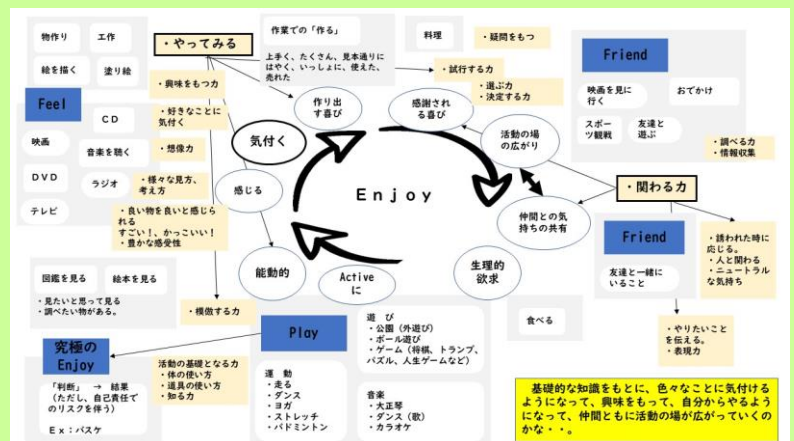 物作り
工作
絵を描く
塗り絵
・やってみる
作業での「作る」
上手く、たくさん、見本通りに
はやく、いっしょに、使えた、
売れた
料理
・疑問をもつ
・試行する力
・選ぶ力
・決定する力
Friend
映画を見に
行く
おでかけ
スポー
ツ観戦
友達と
遊ぶ
・調べる力
・情報収集
Feel
映画
CD
音楽を聴く
DVD
ラジオ
テレビ
・興味をもつ力
・好きなことに
気付く
・想像力
・様々な見方、
考え方
・良い物を良いと感じら
れる
すごい！、かっこいい！
・豊かな感受性
作り出
す喜び
感謝され
る喜び
気付く
活動の場
の広がり
感じる
Enjoy
仲間との気
持ちの共有
能動的
Active
に
生理的
欲求
・関わる力
Friend
友達と一緒に
いること
・誘われた時に
応じる。
・人と関わる
・ニュートラル
な気持ち
・やりたいこと
を伝える。
・表現力
図鑑を見る
絵本を見る
・見たいと思って見る
・調べたい物がある。
・模倣する力
究極の
Enjoy
「判断」 → 結果
（ただし、自己責任で
のリスクを伴う）
Ex：バスケ
活動の基礎となる力
・体の使い方
・道具の使い方
・知る力
Play
運 動
・走る
・ダンス
・ヨガ
・ストレッチ
・バドミントン
遊 び
・公園（外遊び）
・ボール遊び
・ゲーム（将棋、トランプ、
パズル、人生ゲームなど）
音楽
・大正琴
・ダンス（歌）
・カラオケ
食べる
基礎的な知識をもとに、色々なことに気付ける
ようになって、興味をもって、自分からやるよう
になって、仲間ともに活動の場が広がっていくの
かな・・。